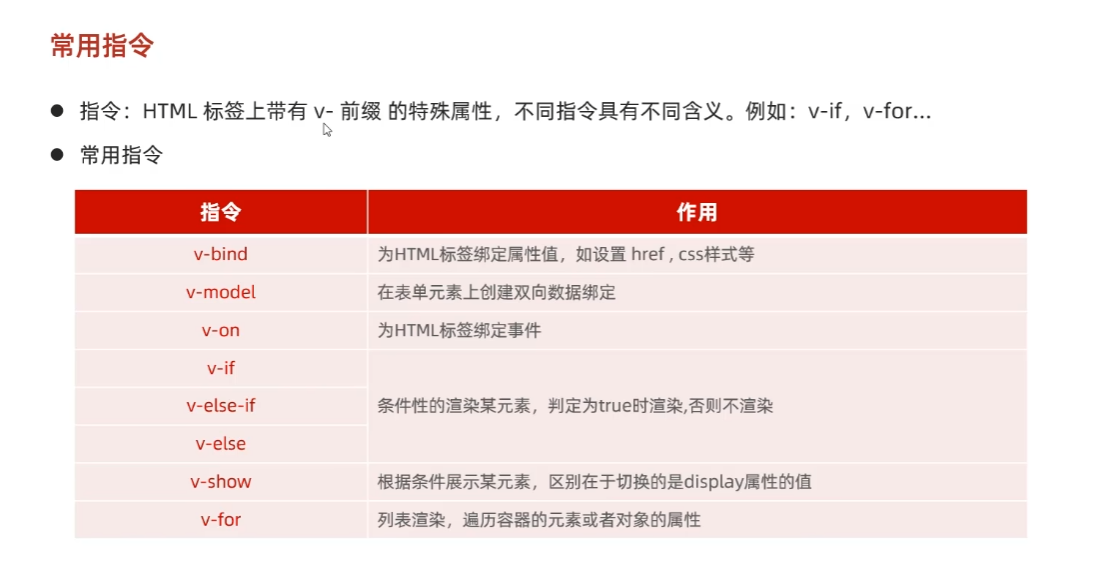 常用指令
指令：HTML 标签上带有 v- 前缀 的特殊属性，不同指令具有不同含义。例如：v-if，v-for…
常用指令
指令 作用
v-bind 为HTML标签绑定属性值，如设置 href , css样式等
v-model 在表单元素上创建双向数据绑定
v-on 为HTML标签绑定事件
v-if
v-else-if 条件性的渲染某元素，判定为true时渲染,否则不渲染
v-else
v-show 根据条件展示某元素，区别在于切换的是display属性的值
v-for 列表渲染，遍历容器的元素或者对象的属性